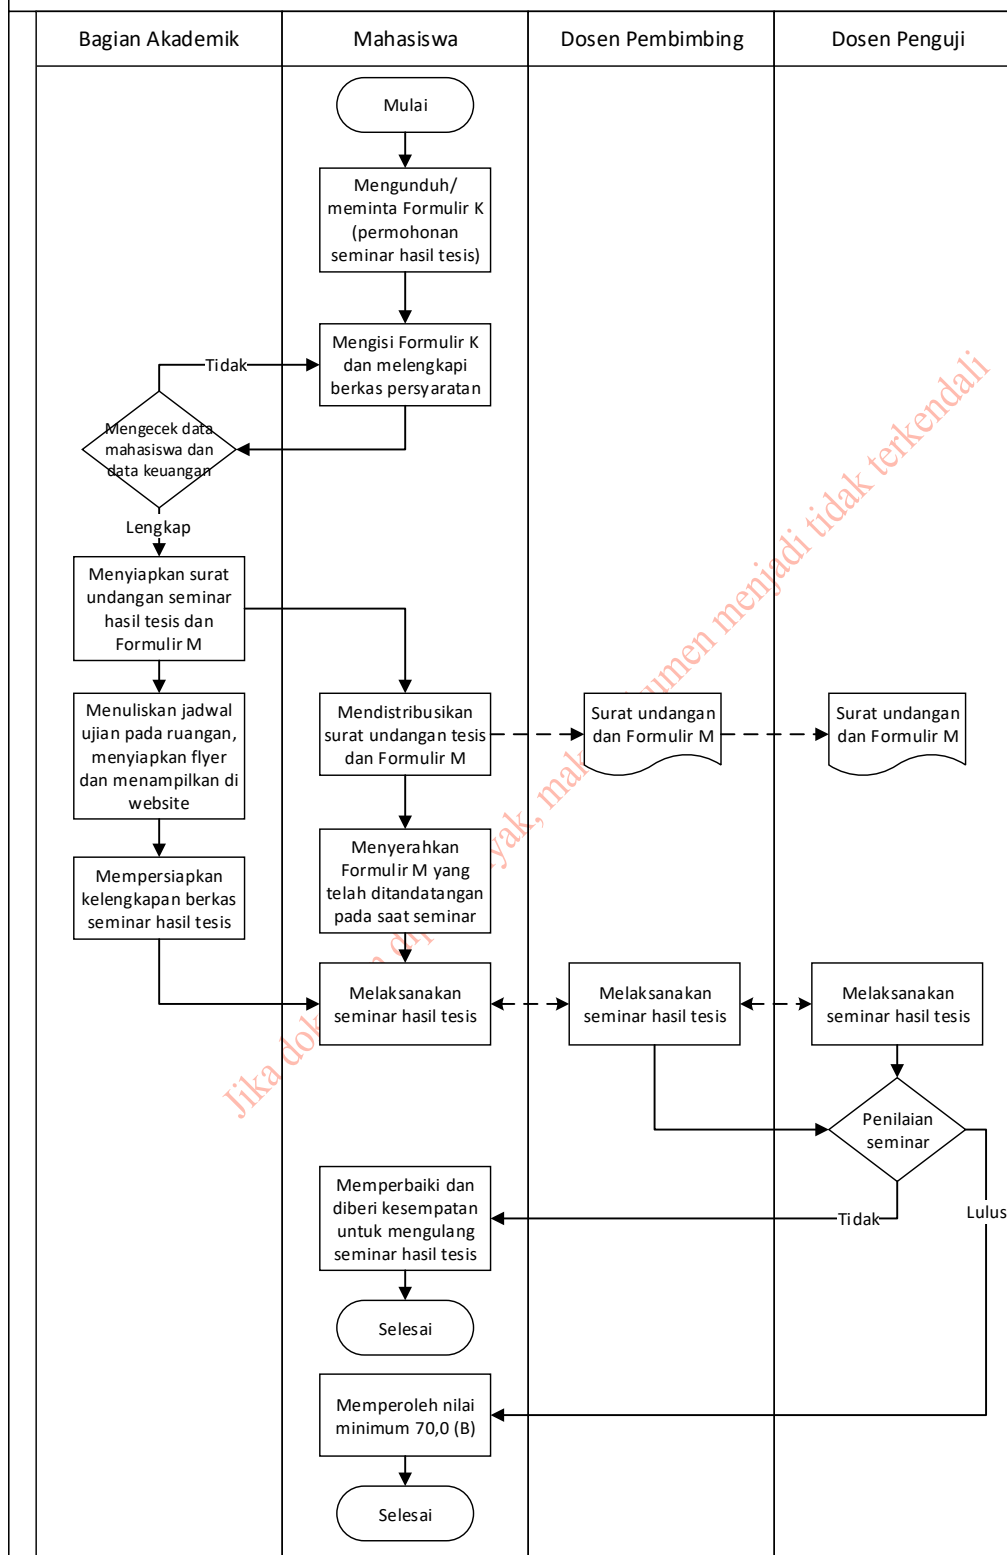 Bagian Akademik
Mahasiswa
Dosen Pembimbing
Dosen Penguji
Mulai
Mengunduh/
meminta Formulir K
(permohonan
seminar hasil tesis)
Mengisi Formulir K
dan melengkapi
berkas persyaratan
Tidak
Mengecek data
mahasiswa dan
data keuangan
Lengkap
Menyiapkan surat
undangan seminar
hasil tesis dan
Formulir M
Menuliskan jadwal
ujian pada ruangan,
menyiapkan flyer
dan menampilkan di
website
Mendistribusikan
surat undangan tesis
dan Formulir M
Surat undangan
dan Formulir M
Surat undangan
dan Formulir M
Mempersiapkan
kelengkapan berkas
seminar hasil tesis
Menyerahkan
Formulir M yang
telah ditandatangan
pada saat seminar
Melaksanakan
seminar hasil tesis
Melaksanakan
seminar hasil tesis
Melaksanakan
seminar hasil tesis
Penilaian
seminar
Tidak
Lulus
Memperbaiki dan
diberi kesempatan
untuk mengulang
seminar hasil tesis
Selesai
Memperoleh nilai
minimum 70,0 (B)
Selesai
Jika menjadi tidak terkendali